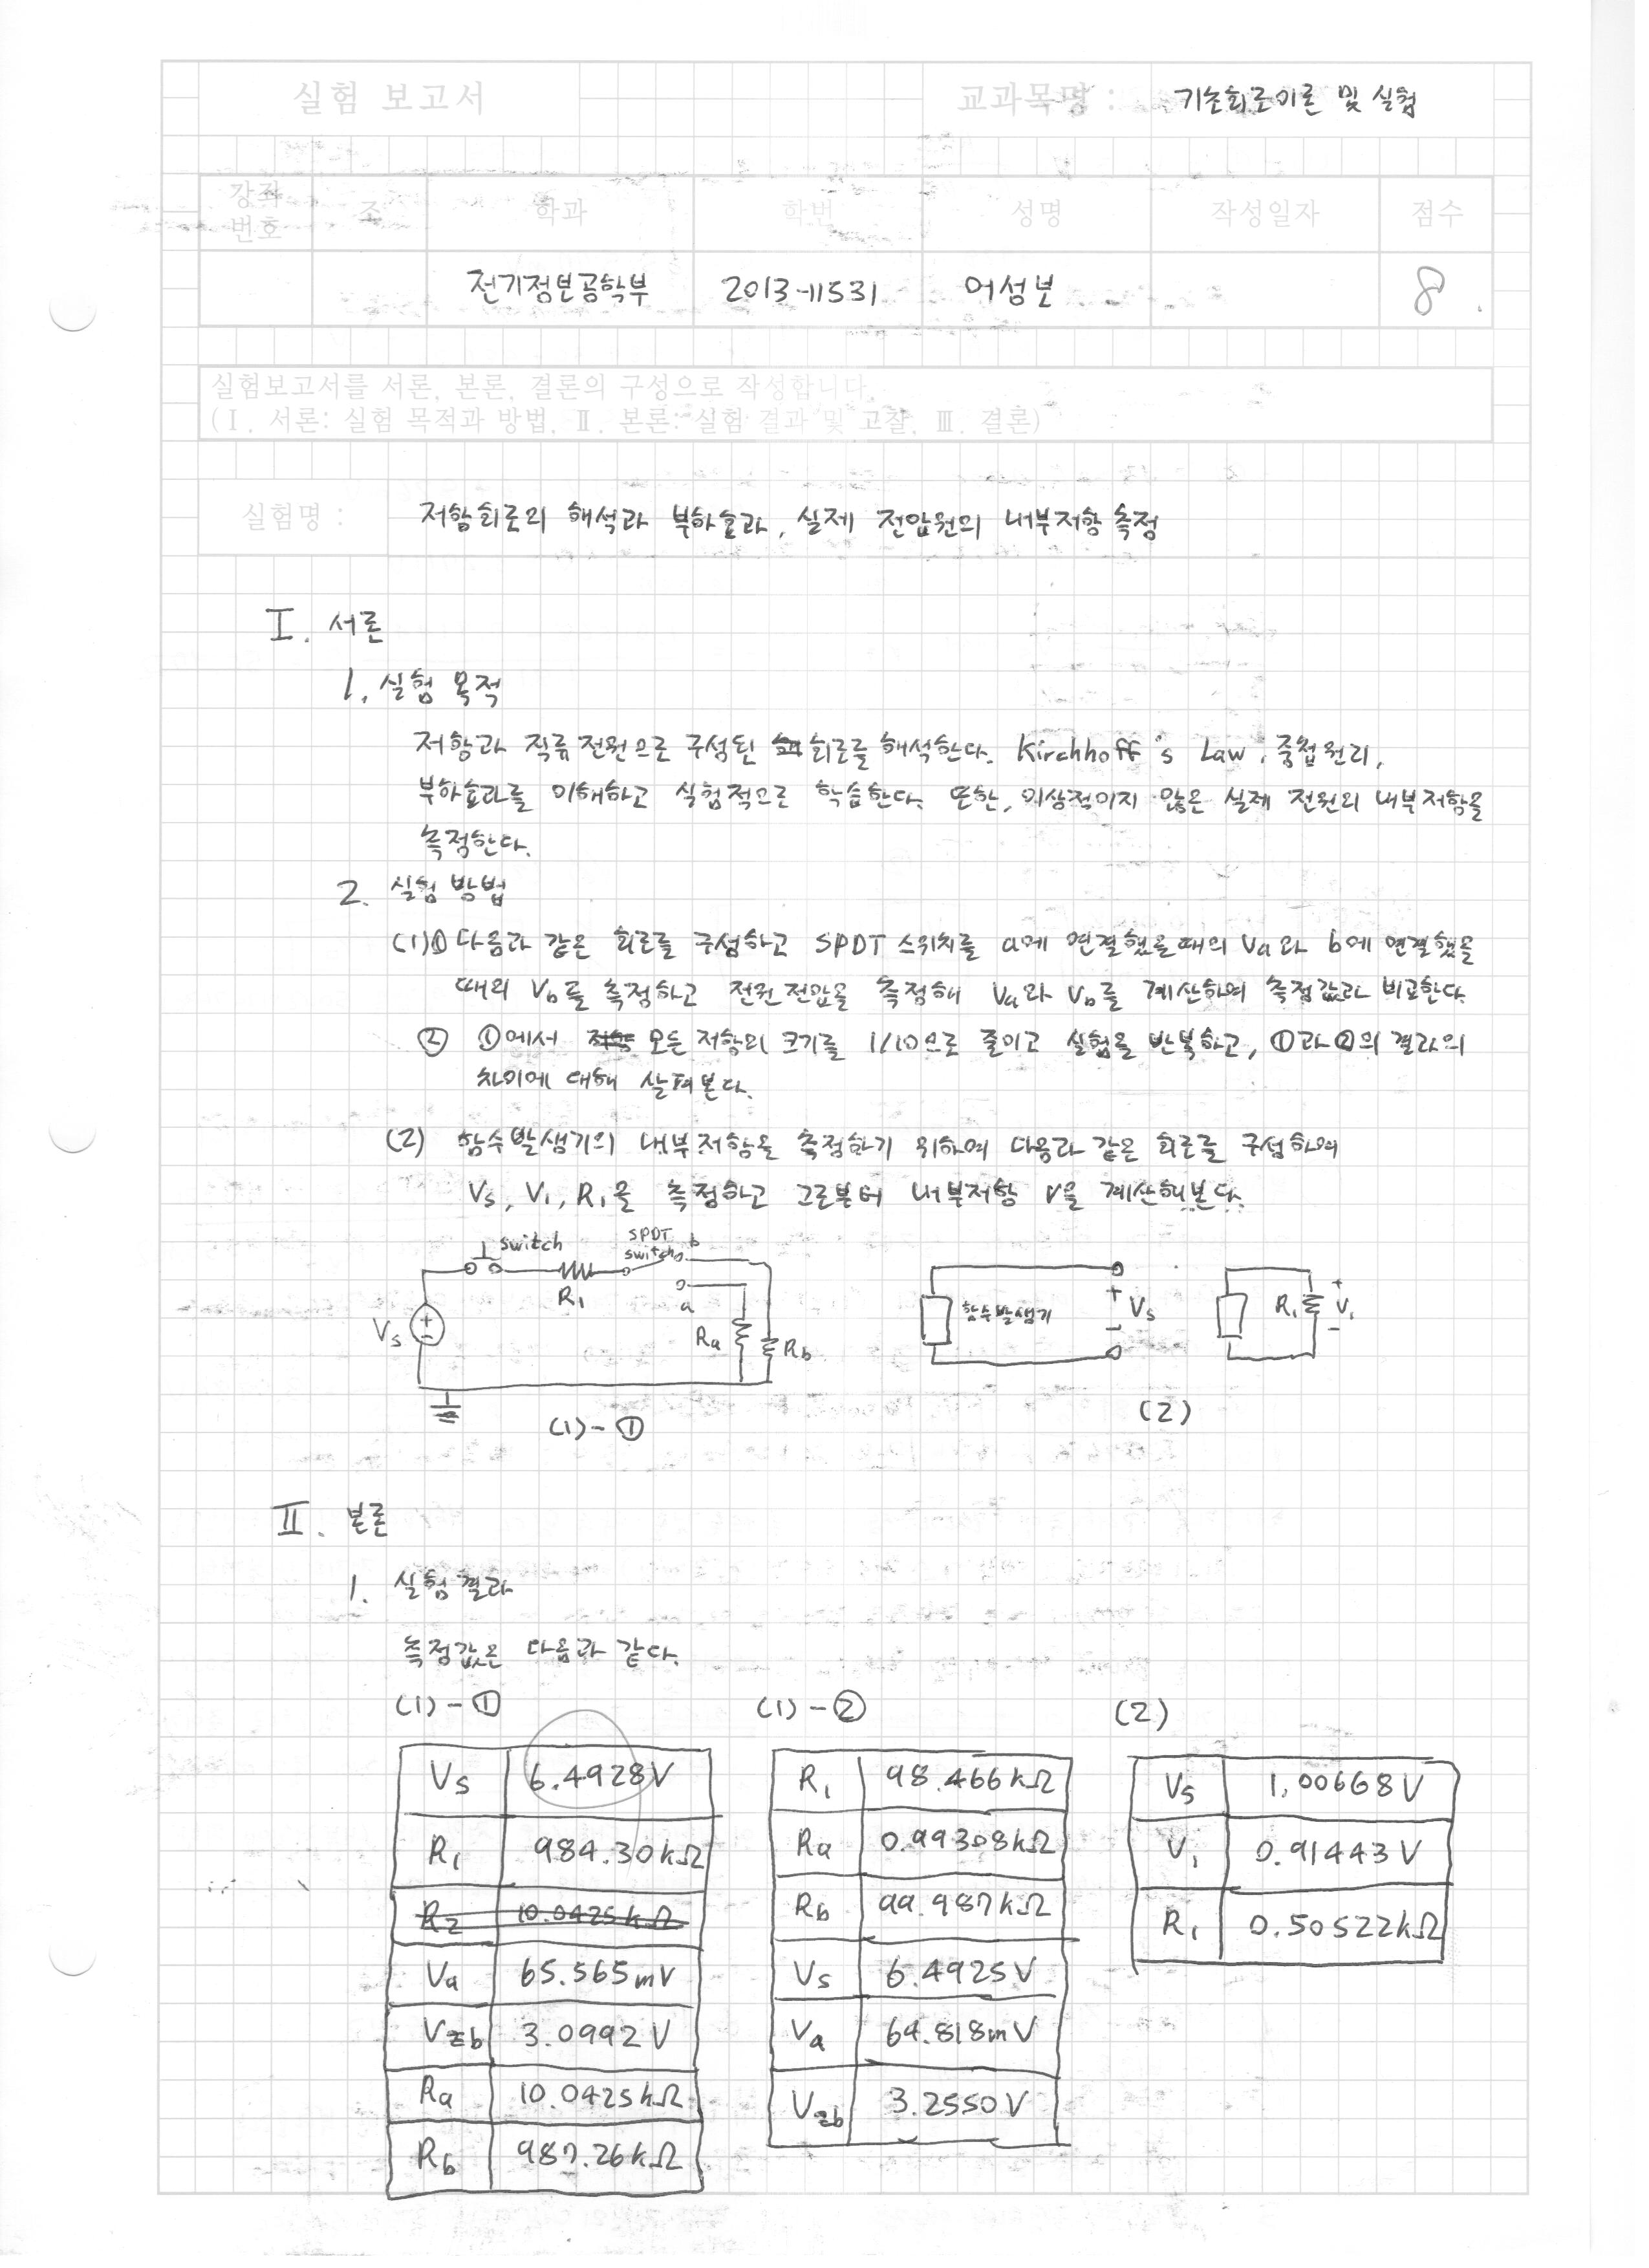 실험 보고서
교과목명 : 기초회로이론 및 실험
강좌번호 조 학과 학번 성명 작성일자 점수
전기정보공학부 2013-11531 어성본 8
실험보고서를 서론, 본론, 결론의 구성으로 작성합니다.
(Ⅰ. 서론: 실험 목적과 방법, Ⅱ. 본론: 실험 결과 및 고찰, Ⅲ. 결론)
실험명 : 저항회로의 해석과 부하효과, 실제 전압원의 내부저항 측정
Ⅰ. 서론
1. 실험 목적
저항과 직류전원으로 구성된 회로를 해석한다. Kirchhoff's Law, 중첩원리,
부하효과를 이해하고 실험적으로 학습한다. 또한, 이상적이지 않은 실제 전원의 내부저항을
측정한다.
2. 실험 방법
(1)① 다음과 같은 회로를 구성하고 SPDT 스위치를 a에 연결했을 때의 Va와 b에 연결했을
때의 Vb를 측정하고 전원전압을 측정해 Va와 Vb를 계산하여 측정값과 비교한다.
② ①에서 모든 저항의 크기를 1/10으로 줄이고 실험을 반복하고, ①과 ②의 결과의
차이에 대해 살펴본다.
(2) 함수발생기의 내부저항을 측정하기 위하여 다음과 같은 회로를 구성하여
Vs, V1, R1을 측정하고 그로부터 내부저항 r을 계산해본다.
switch SPDT switch b
R1 a
Vs Ra Rb
(1)-①
함수발생기 + Vs -
R1 + V1 -
(2)
Ⅱ. 본론
1. 실험결과
측정값은 다음과 같다.
(1)-① (1)-② (2)
Vs 6.4928V
R1 984.30kΩ
R2 10.0425kΩ
Va 65.565mV
Vb 3.0992V
Ra 10.0425kΩ
Rb 987.26kΩ
R1 98.466kΩ
Ra 0.99308kΩ
Rb 99.987kΩ
Vs 6.4925V
Va 64.818mV
Vb 3.2550V
Vs 1.00668V
V1 0.91443V
R1 0.50522kΩ